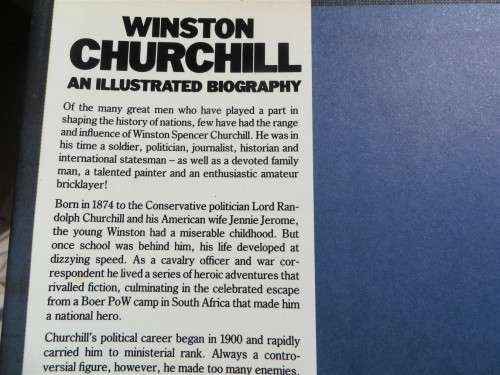 WINSTON
CHURCHILL
AN ILLUSTRATED BIOGRAPHY
Of the many great men who have played a part in
shaping the history of nations, few have had the range
and influence of Winston Spencer Churchill. He was in
his time a soldier, politician, journalist, historian and
international statesman – as well as a devoted family
man, a talented painter and an enthusiastic amateur
bricklayer!
Born in 1874 to the Conservative politician Lord Ran-
dolph Churchill and his American wife Jennie Jerome,
the young Winston had a miserable childhood. But
once school was behind him, his life developed at
dizzying speed. As a cavalry officer and war cor-
respondent he lived a series of heroic adventures that
rivalled fiction, culminating in the celebrated escape
from a Boer PoW camp in South Africa that made him
a national hero.
Churchill's political career began in 1900 and rapidly
carried him to ministerial rank. Always a contro-
versial figure, however, he made too many enemies.